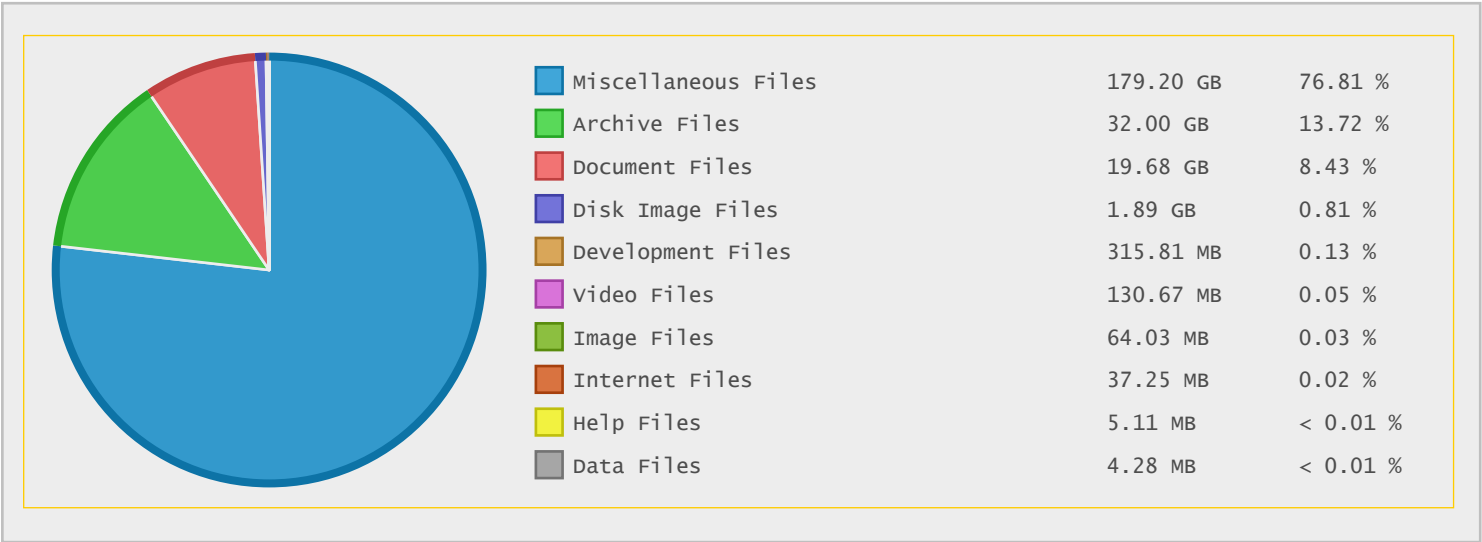 Miscellaneous Files 179.20 GB 76.81 %
Archive Files 32.00 GB 13.72 %
Document Files 19.68 GB 8.43 %
Disk Image Files 1.89 GB 0.81 %
Development Files 315.81 MB 0.13 %
Video Files 130.67 MB 0.05 %
Image Files 64.03 MB 0.03 %
Internet Files 37.25 MB 0.02 %
Help Files 5.11 MB < 0.01 %
Data Files 4.28 MB < 0.01 %